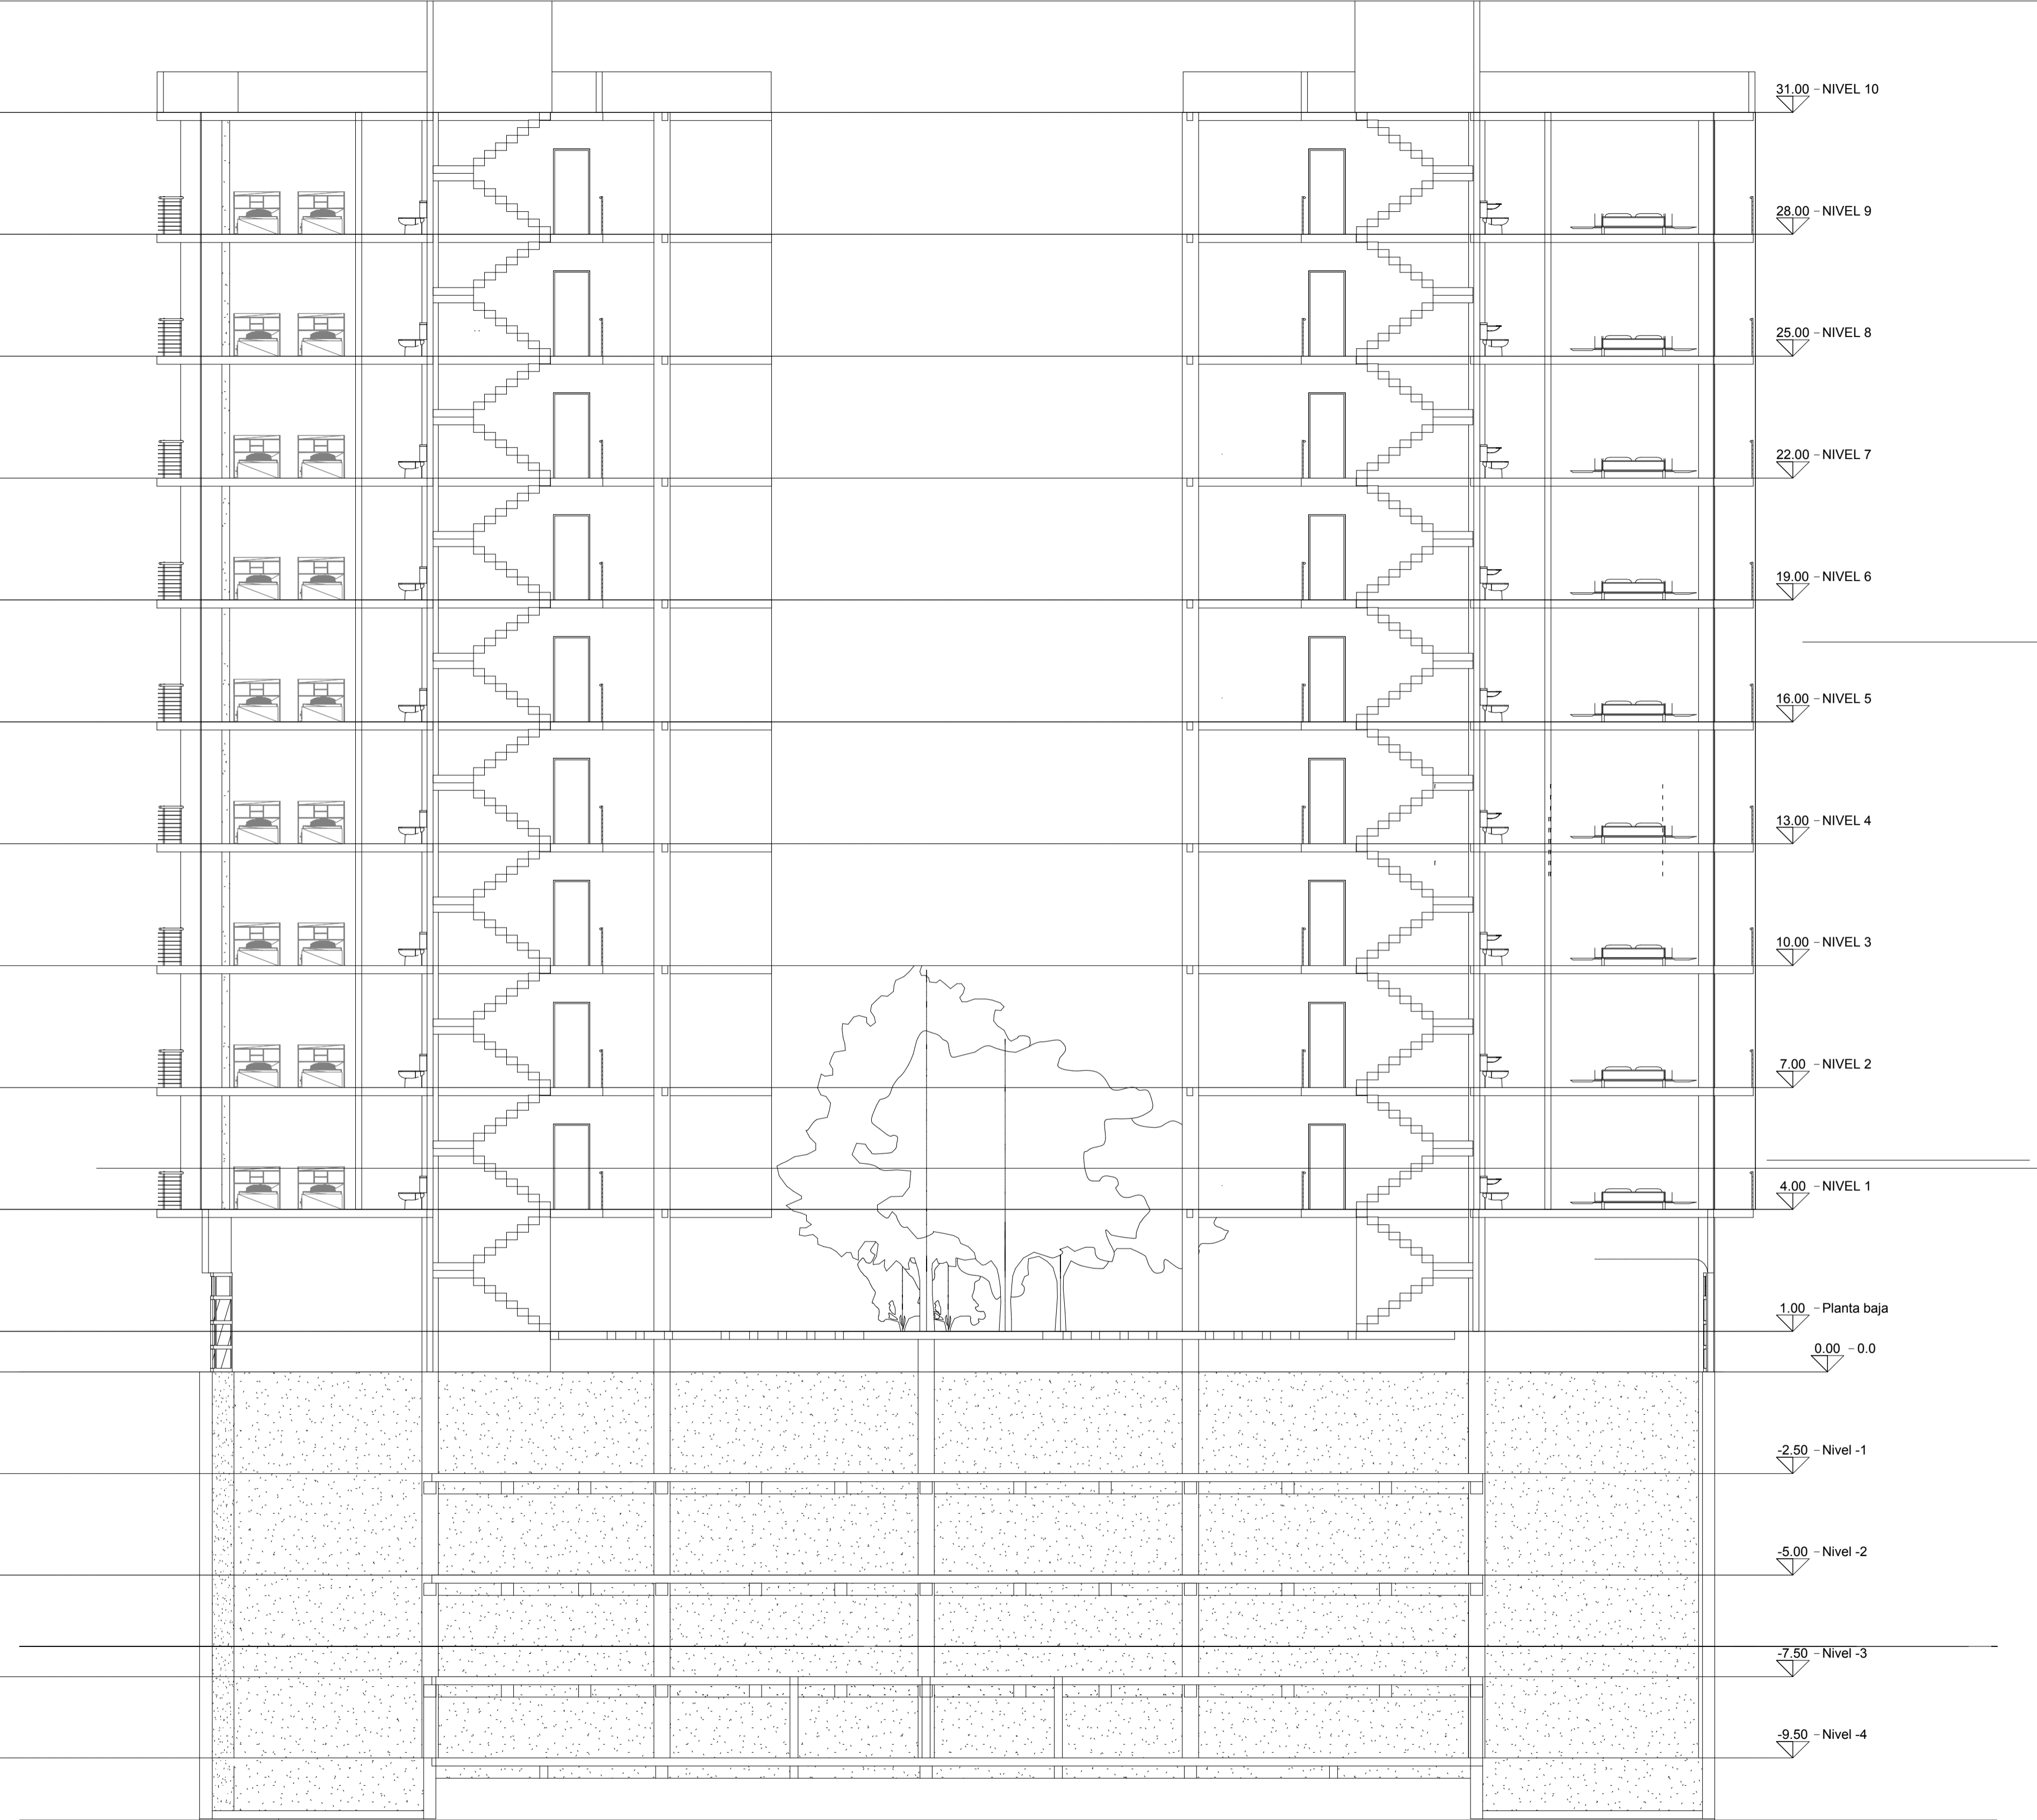 31.00 - NIVEL 10
28.00 - NIVEL 9
25.00 - NIVEL 8
22.00 - NIVEL 7
19.00 - NIVEL 6
16.00 - NIVEL 5
13.00 - NIVEL 4
10.00 - NIVEL 3
7.00 - NIVEL 2
4.00 - NIVEL 1
1.00 - Planta baja
0.00 - 0.0
-2.50 - Nivel -1
-5.00 - Nivel -2
-7.50 - Nivel -3
-9.50 - Nivel -4